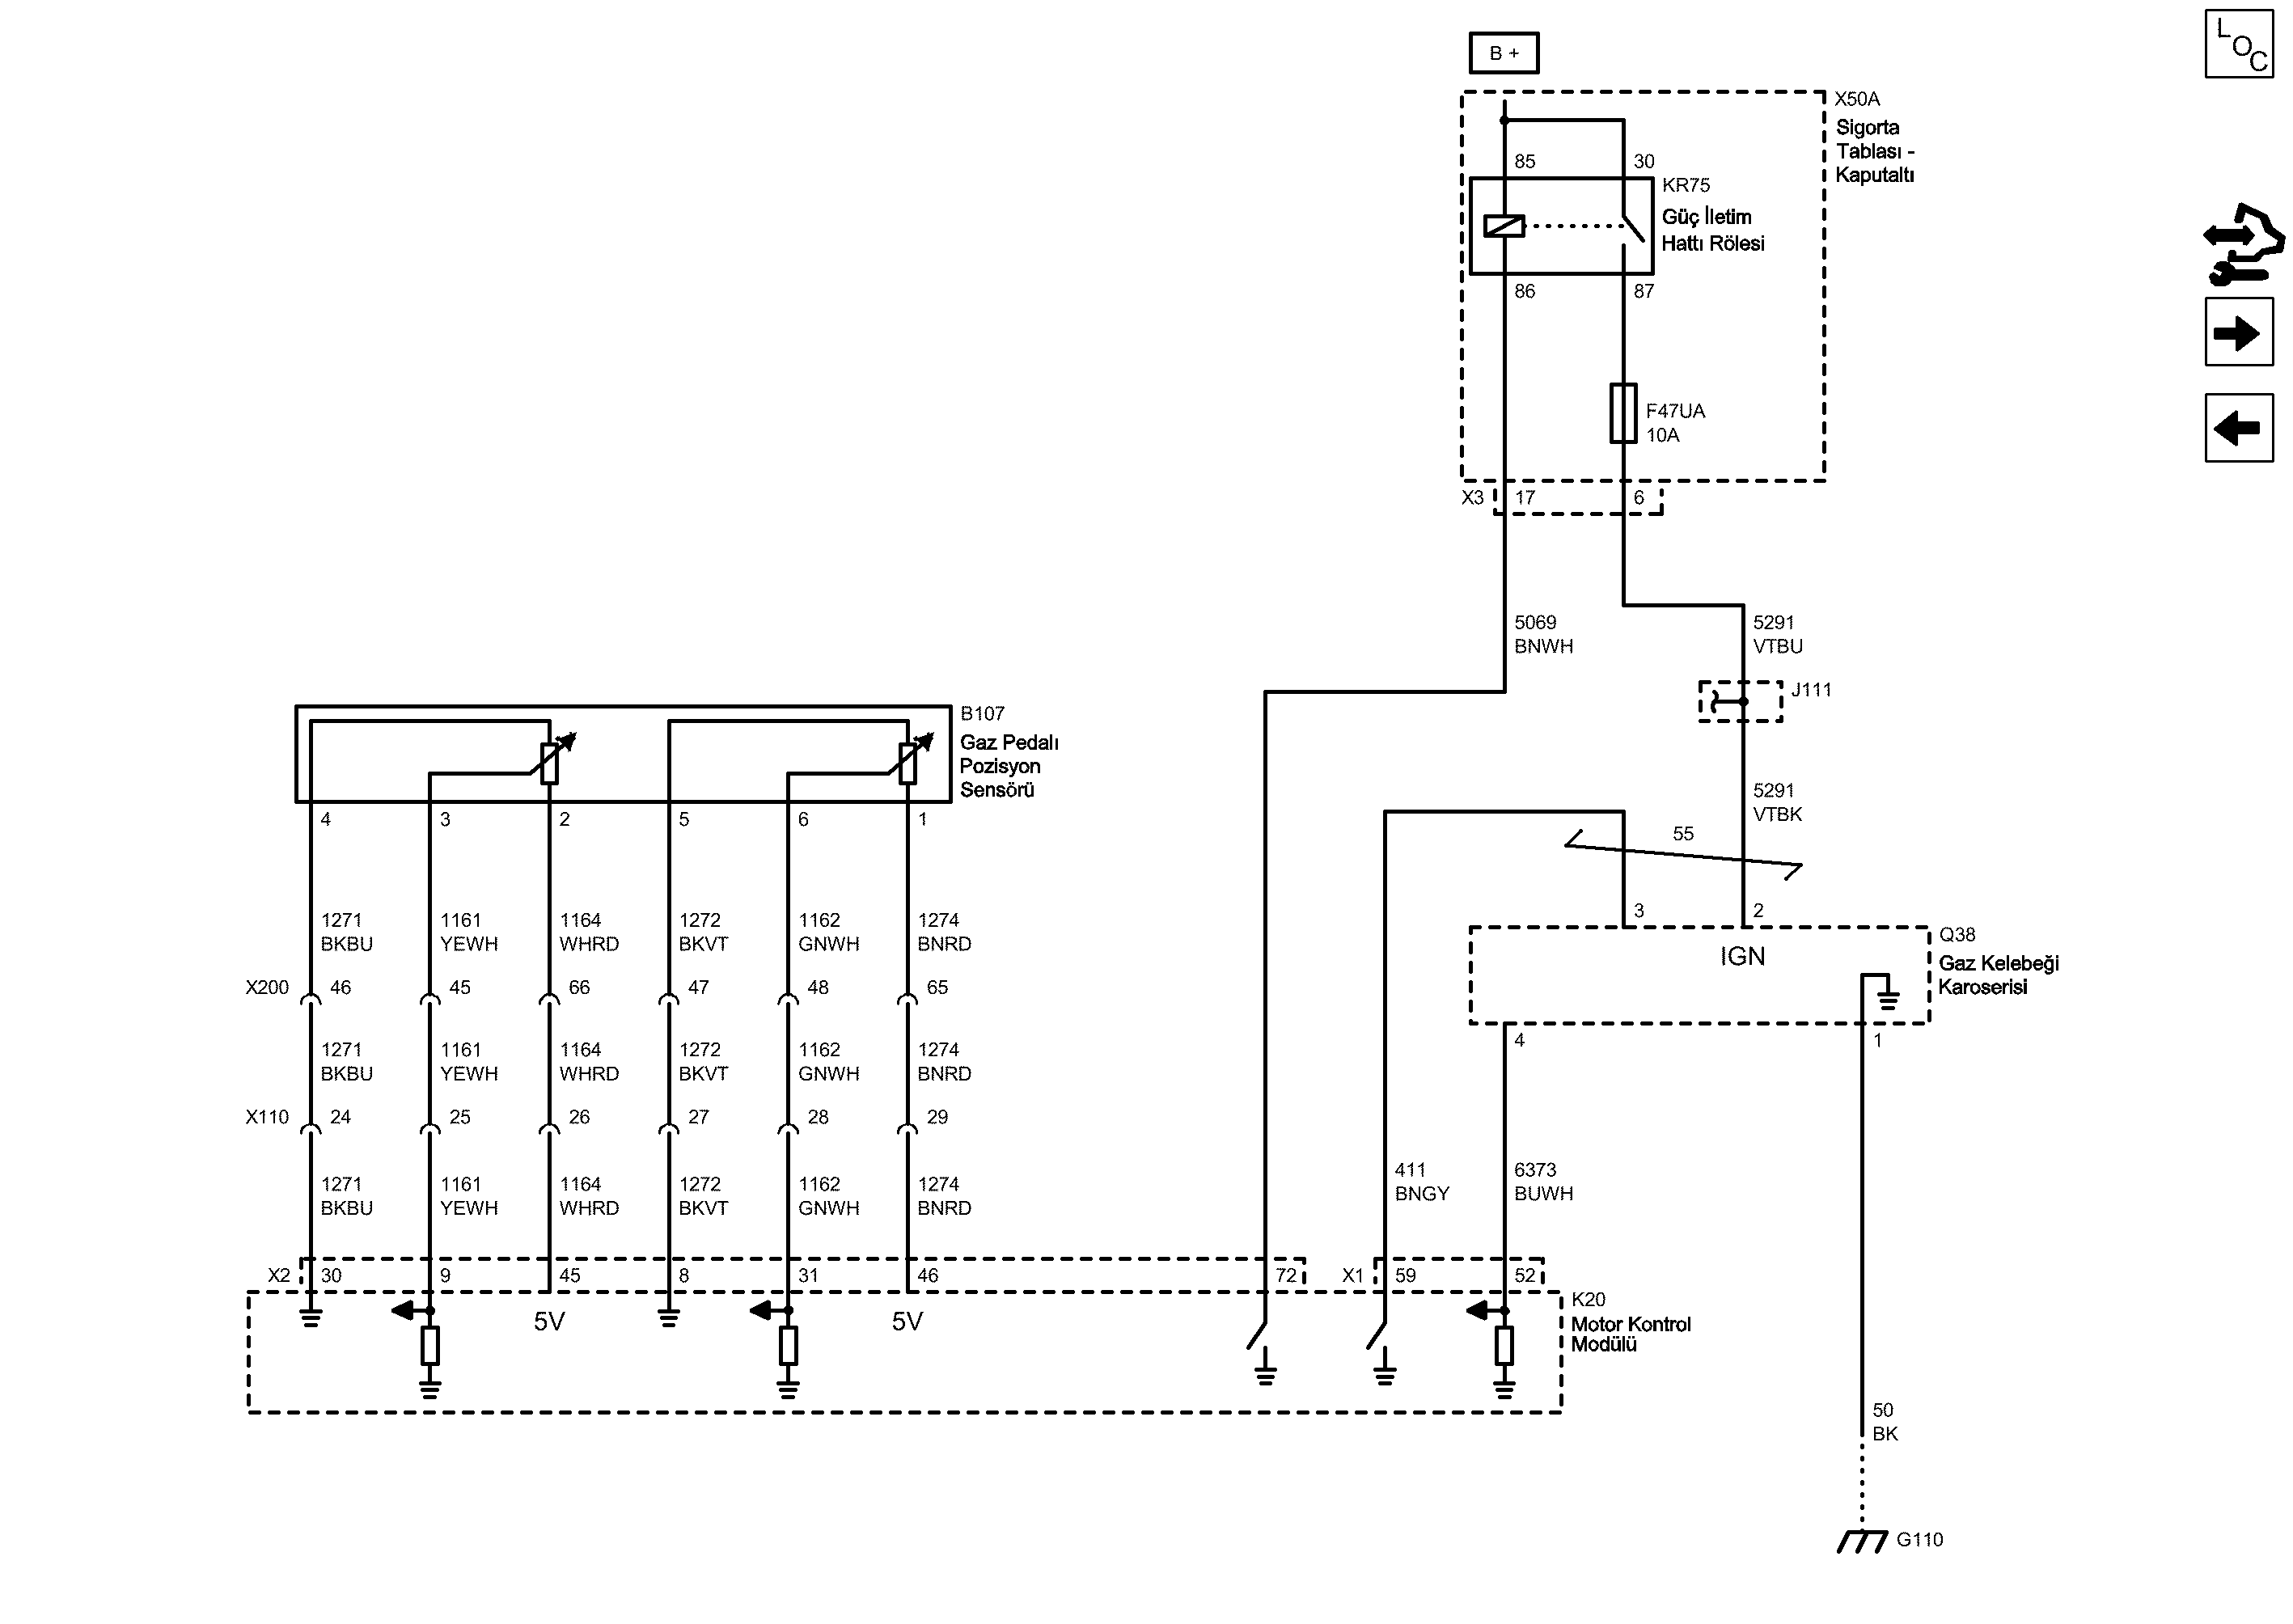 L
O
C
B +
X50A
Sigorta
Tablası -
Kaputaltı
85 30
KR75
Güç İletim
Hattı Rölesi
86 87
F47UA
10A
X3 17 6
5069
BNWH
5291
VTBU
J111
B107
Gaz Pedalı
Pozisyon
Sensörü
4 3 2 5 6 1
5291
VTBK
55
3 2
1271 1161 1164 1272 1162 1274
BKBU YEWH WHRD BKVT GNWH BNRD
IGN
Q38
Gaz Kelebeği
Karoserisi
X200 46 45 66 47 48 65
4 1
1271 1161 1164 1272 1162 1274
BKBU YEWH WHRD BKVT GNWH BNRD
X110 24 25 26 27 28 29
1271 1161 1164 1272 1162 1274
BKBU YEWH WHRD BKVT GNWH BNRD
411
BNGY
6373
BUWH
X2 30 9 45 8 31 46 72 X1 59 52
5V 5V
K20
Motor Kontrol
Modülü
50
BK
G110